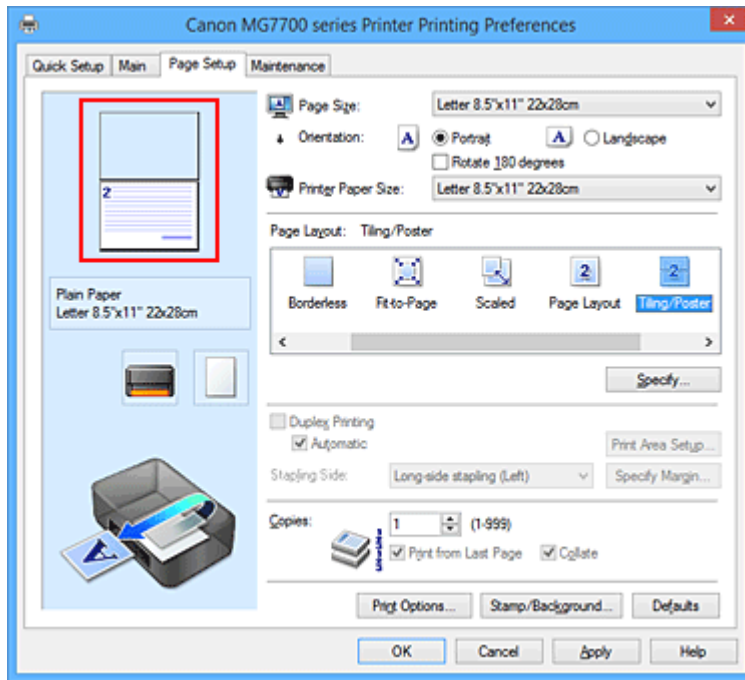 Canon MG7700 series Printer Printing Preferences
Quick Setup Main Page Setup Maintenance
2
Plain Paper
Letter 8.5"x11" 22x28cm
Page Size: Letter 8.5"x11" 22x28cm
Orientation: A Portrait A Landscape
Rotate 180 degrees
Printer Paper Size: Letter 8.5"x11" 22x28cm
Page Layout: Tiling/Poster
2 2
Borderless Fit-to-Page Scaled Page Layout Tiling/Poster
Specify...
Duplex Printing
Automatic Print Area Setup...
Stapling Side: Long-side stapling (Left) Specify Margin...
Copies: 1 (1-999)
Print from Last Page Collate
A
Print Options... Stamp/Background... Defaults
OK Cancel Apply Help